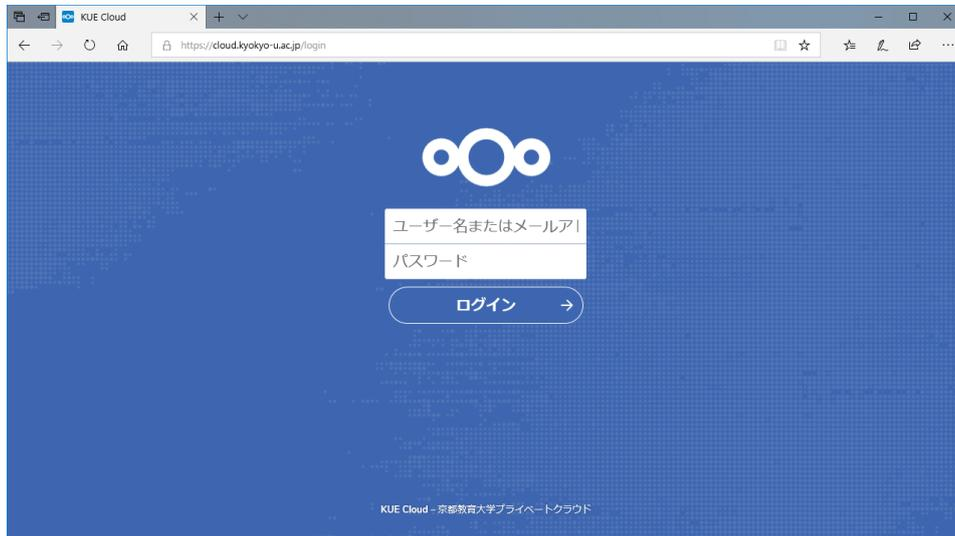 KUE Cloud
https://cloud.kyokyo-u.ac.jp/login
ユーザー名またはメールア
パスワード
ログイン
KUE Cloud – 京都教育大学プライベートクラウド